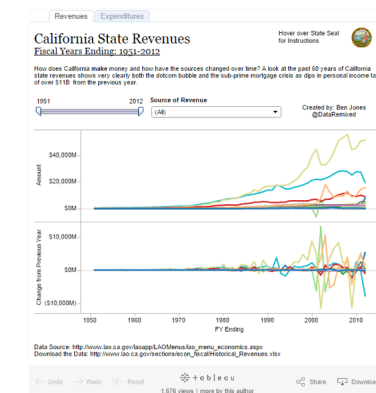 Revenues Expenditures
California State Revenues
Fiscal Years Ending: 1951-2012
Hover over State Seal
for Instructions
How does California make money and how have the sources changed over time? A look at the past 60 years of California
state revenues shows very clearly both the dotcom bubble and the sub-prime mortgage crisis as dips in personal income ta
of over $11B from the previous year.
1951 2012
Source of Revenue
(All)
Created by: Ben Jones
@DataRemixed
Amount
$40,000M
$20,000M
$0M
Change from Previous Year
$10,000M
$0M
($10,000M)
1950 1960 1970 1980 1990 2000 2010
FY Ending
Data Source: http://www.lao.ca.gov/laoapp/LAOMenus/lao_menu_economics.aspx
Download the Data: http://www.lao.ca.gov/sections/econ_fiscal/Historical_Revenues.xlsx
Undo Redo Reset
+ableau
Share Downloa
1,676 views | more by this author